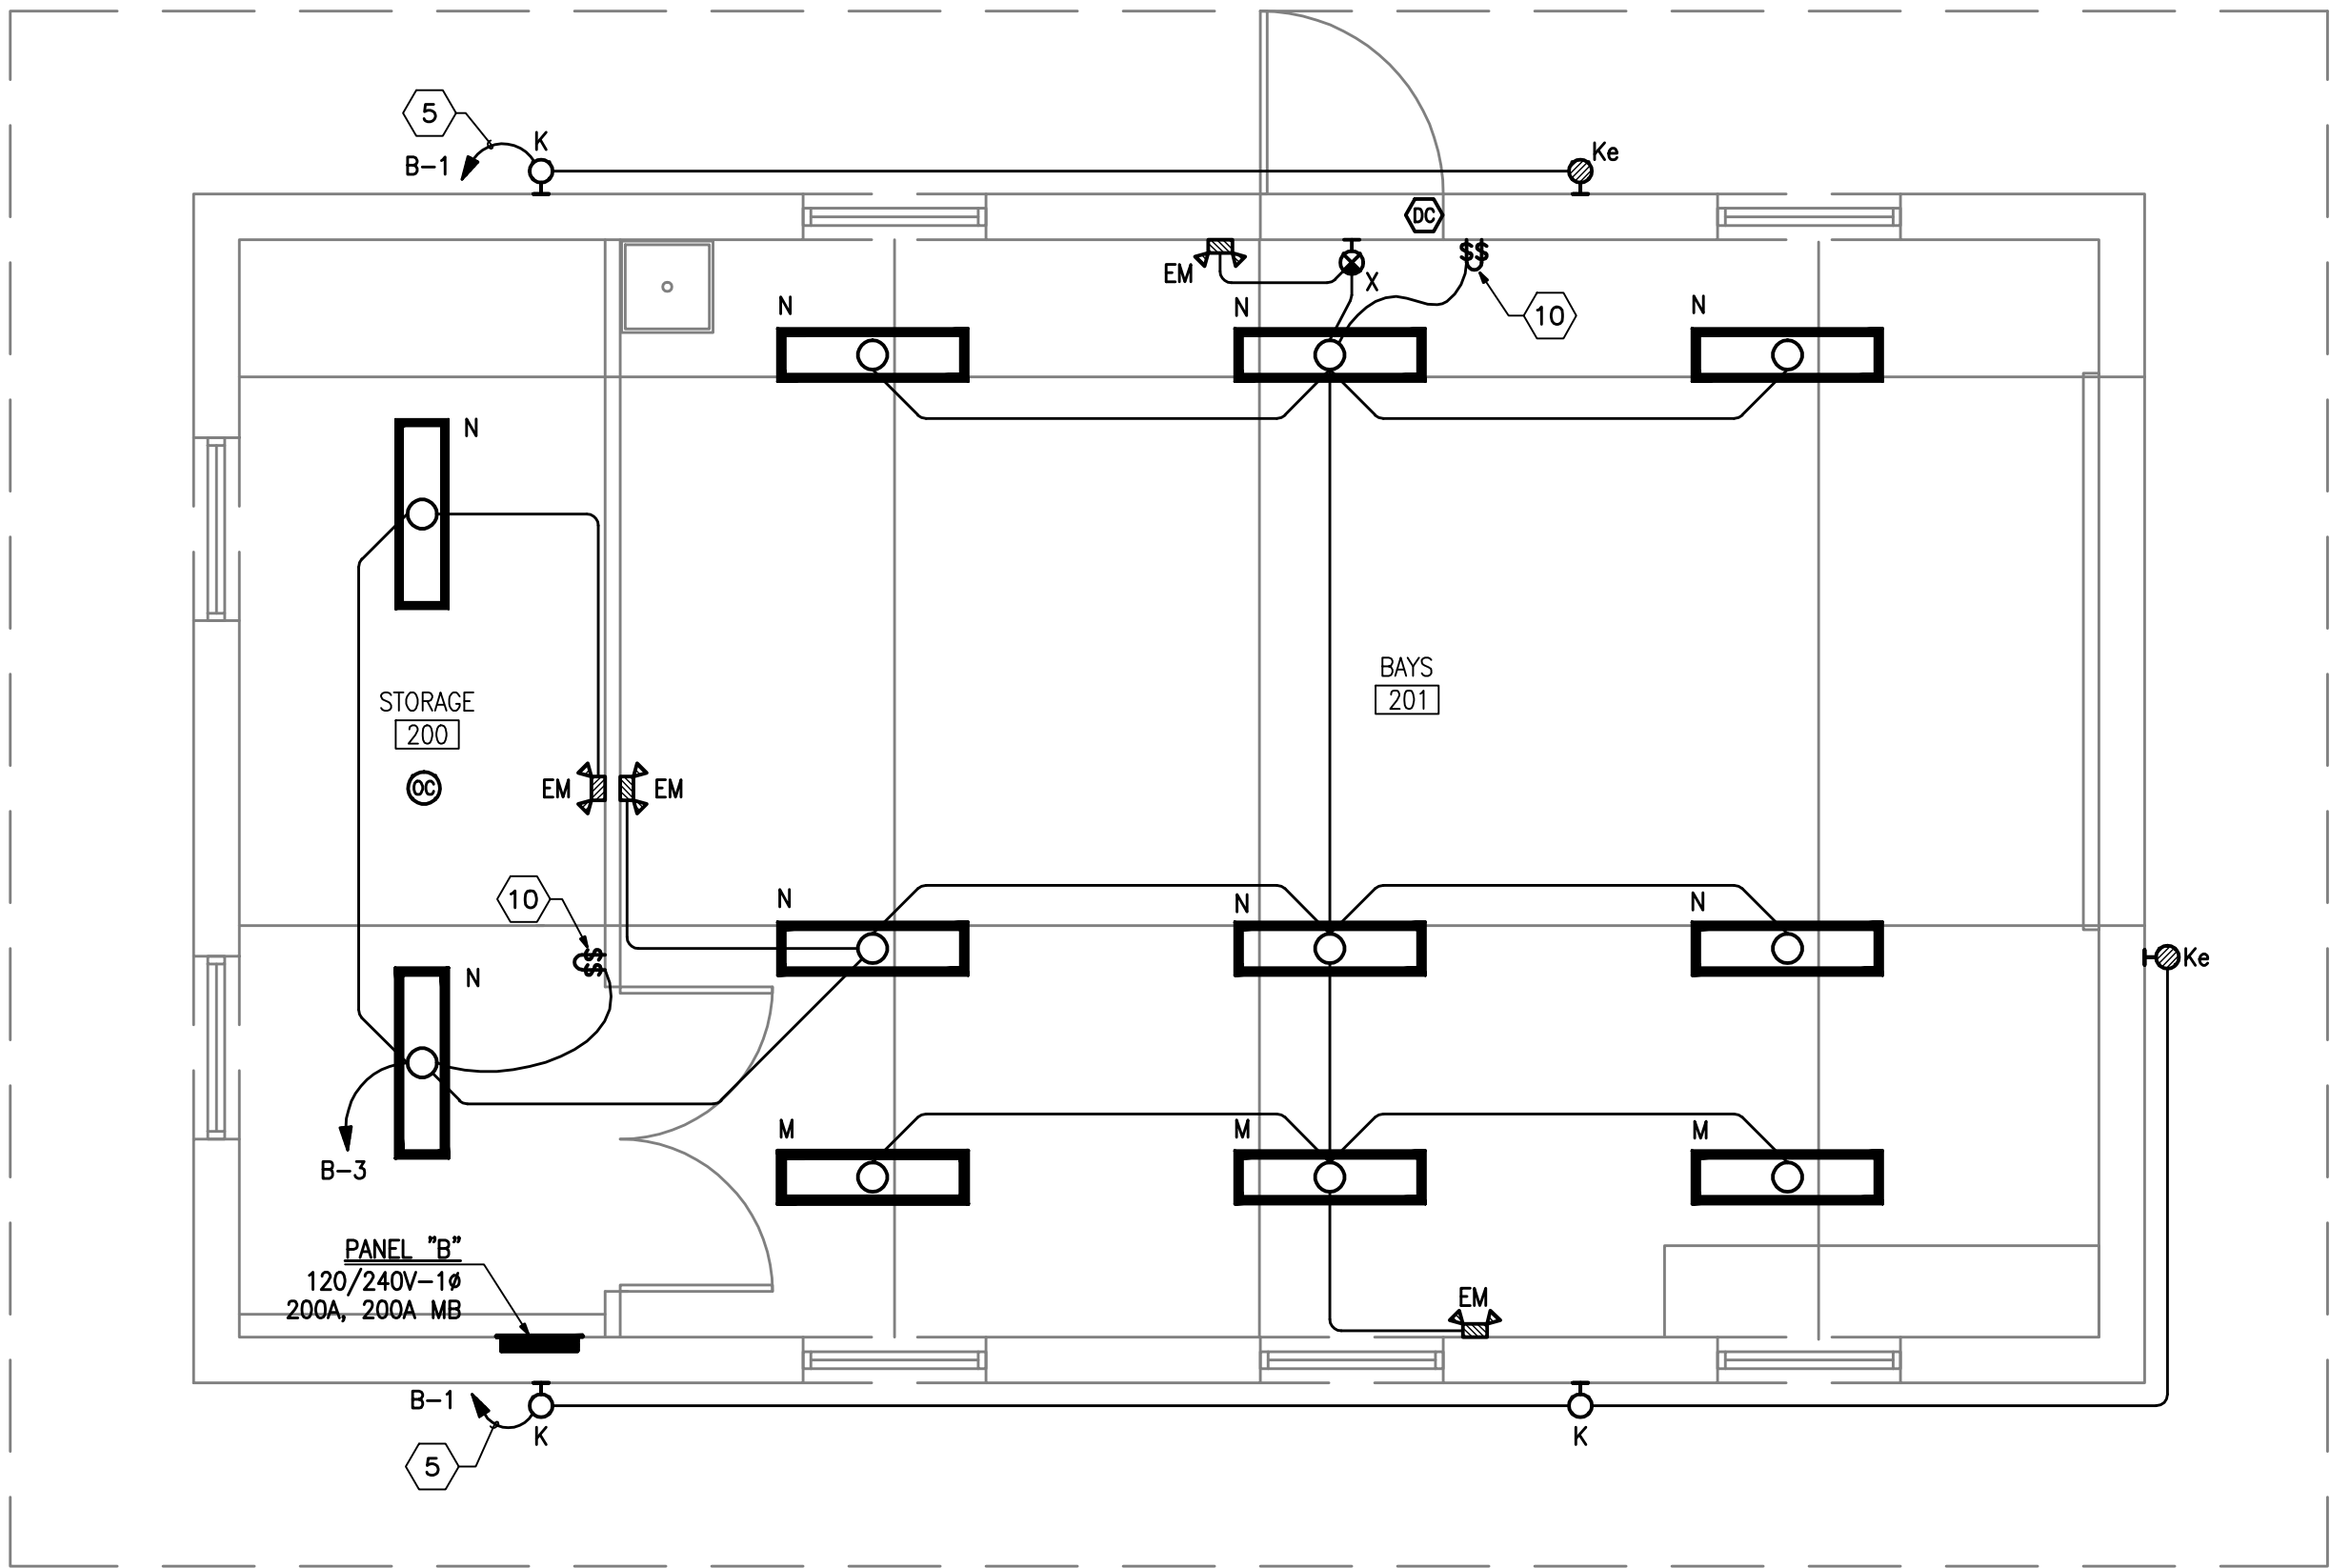 5
K
B-1
Ke
DC
$$
EM
X
10
N
N
N
N
BAYS
201
STORAGE
200
OC
EM
EM
10
$$
N
N
N
N
Ke
M
M
M
B-3
PANEL "B"
120/240V-1ø
200A, 200A MB
EM
B-1
K
K
5